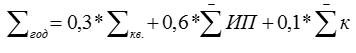 ∑год = 0,3* ∑кв. + 0,6* ∑̄ ИП + 0,1* ∑̄ к